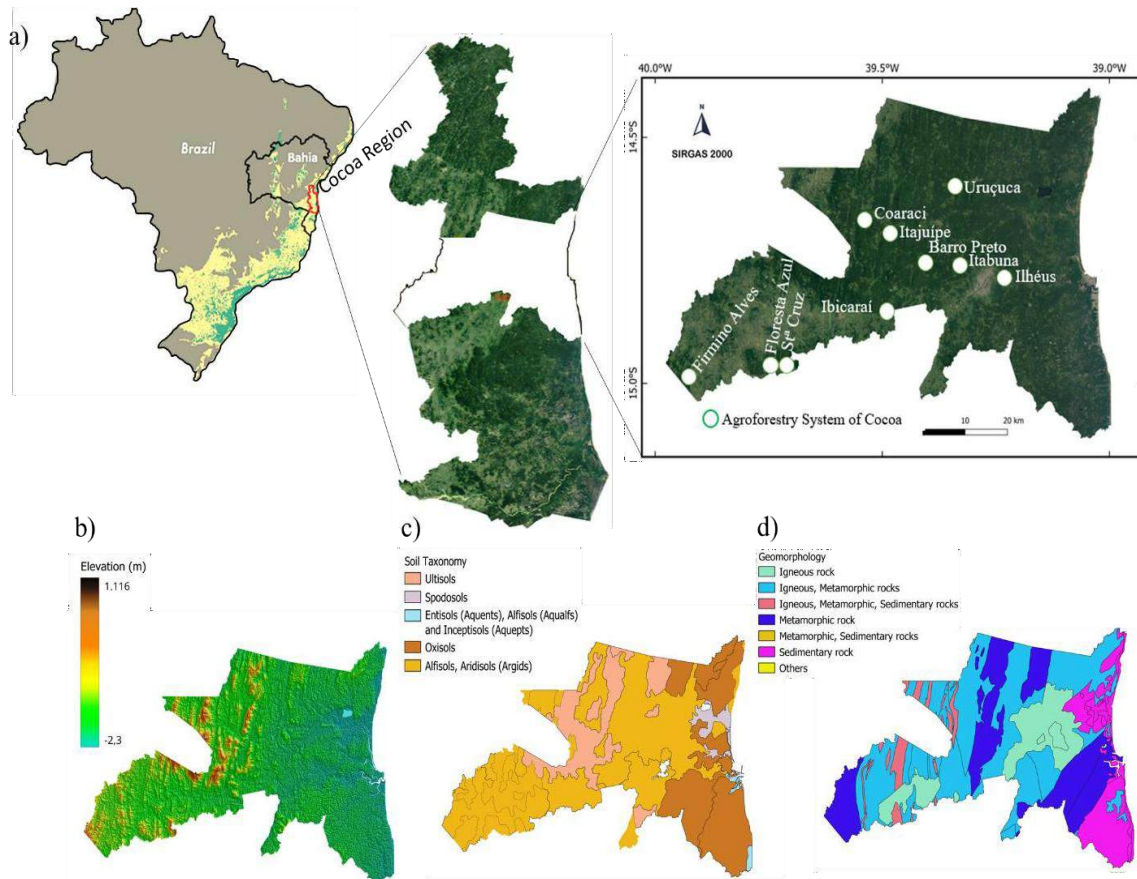 a)
Brazil
Bahia
Cocoa Region
40.0°W
39.5°W
39.0°W
14.5°S
15.0°S
N
SIRGAS 2000
Uruçuca
Coaraci
Itajuípe
Barro Preto
Itabuna
Ilhéus
Ibicaraí
Firmino Alves
Floresta Azul
Stª Cruz
Agroforestry System of Cocoa
10 20 km
b)
Elevation (m)
1,116
-2,3
c)
Soil Taxonomy
Ultisols
Spodosols
Entisols (Aquents), Alfisols (Aqualfs)
and Inceptisols (Aquepts)
Oxisols
Alfisols, Aridisols (Argids)
d)
Geomorphology
Igneous rock
Igneous, Metamorphic rocks
Igneous, Metamorphic, Sedimentary rocks
Metamorphic rock
Metamorphic, Sedimentary rocks
Sedimentary rock
Others